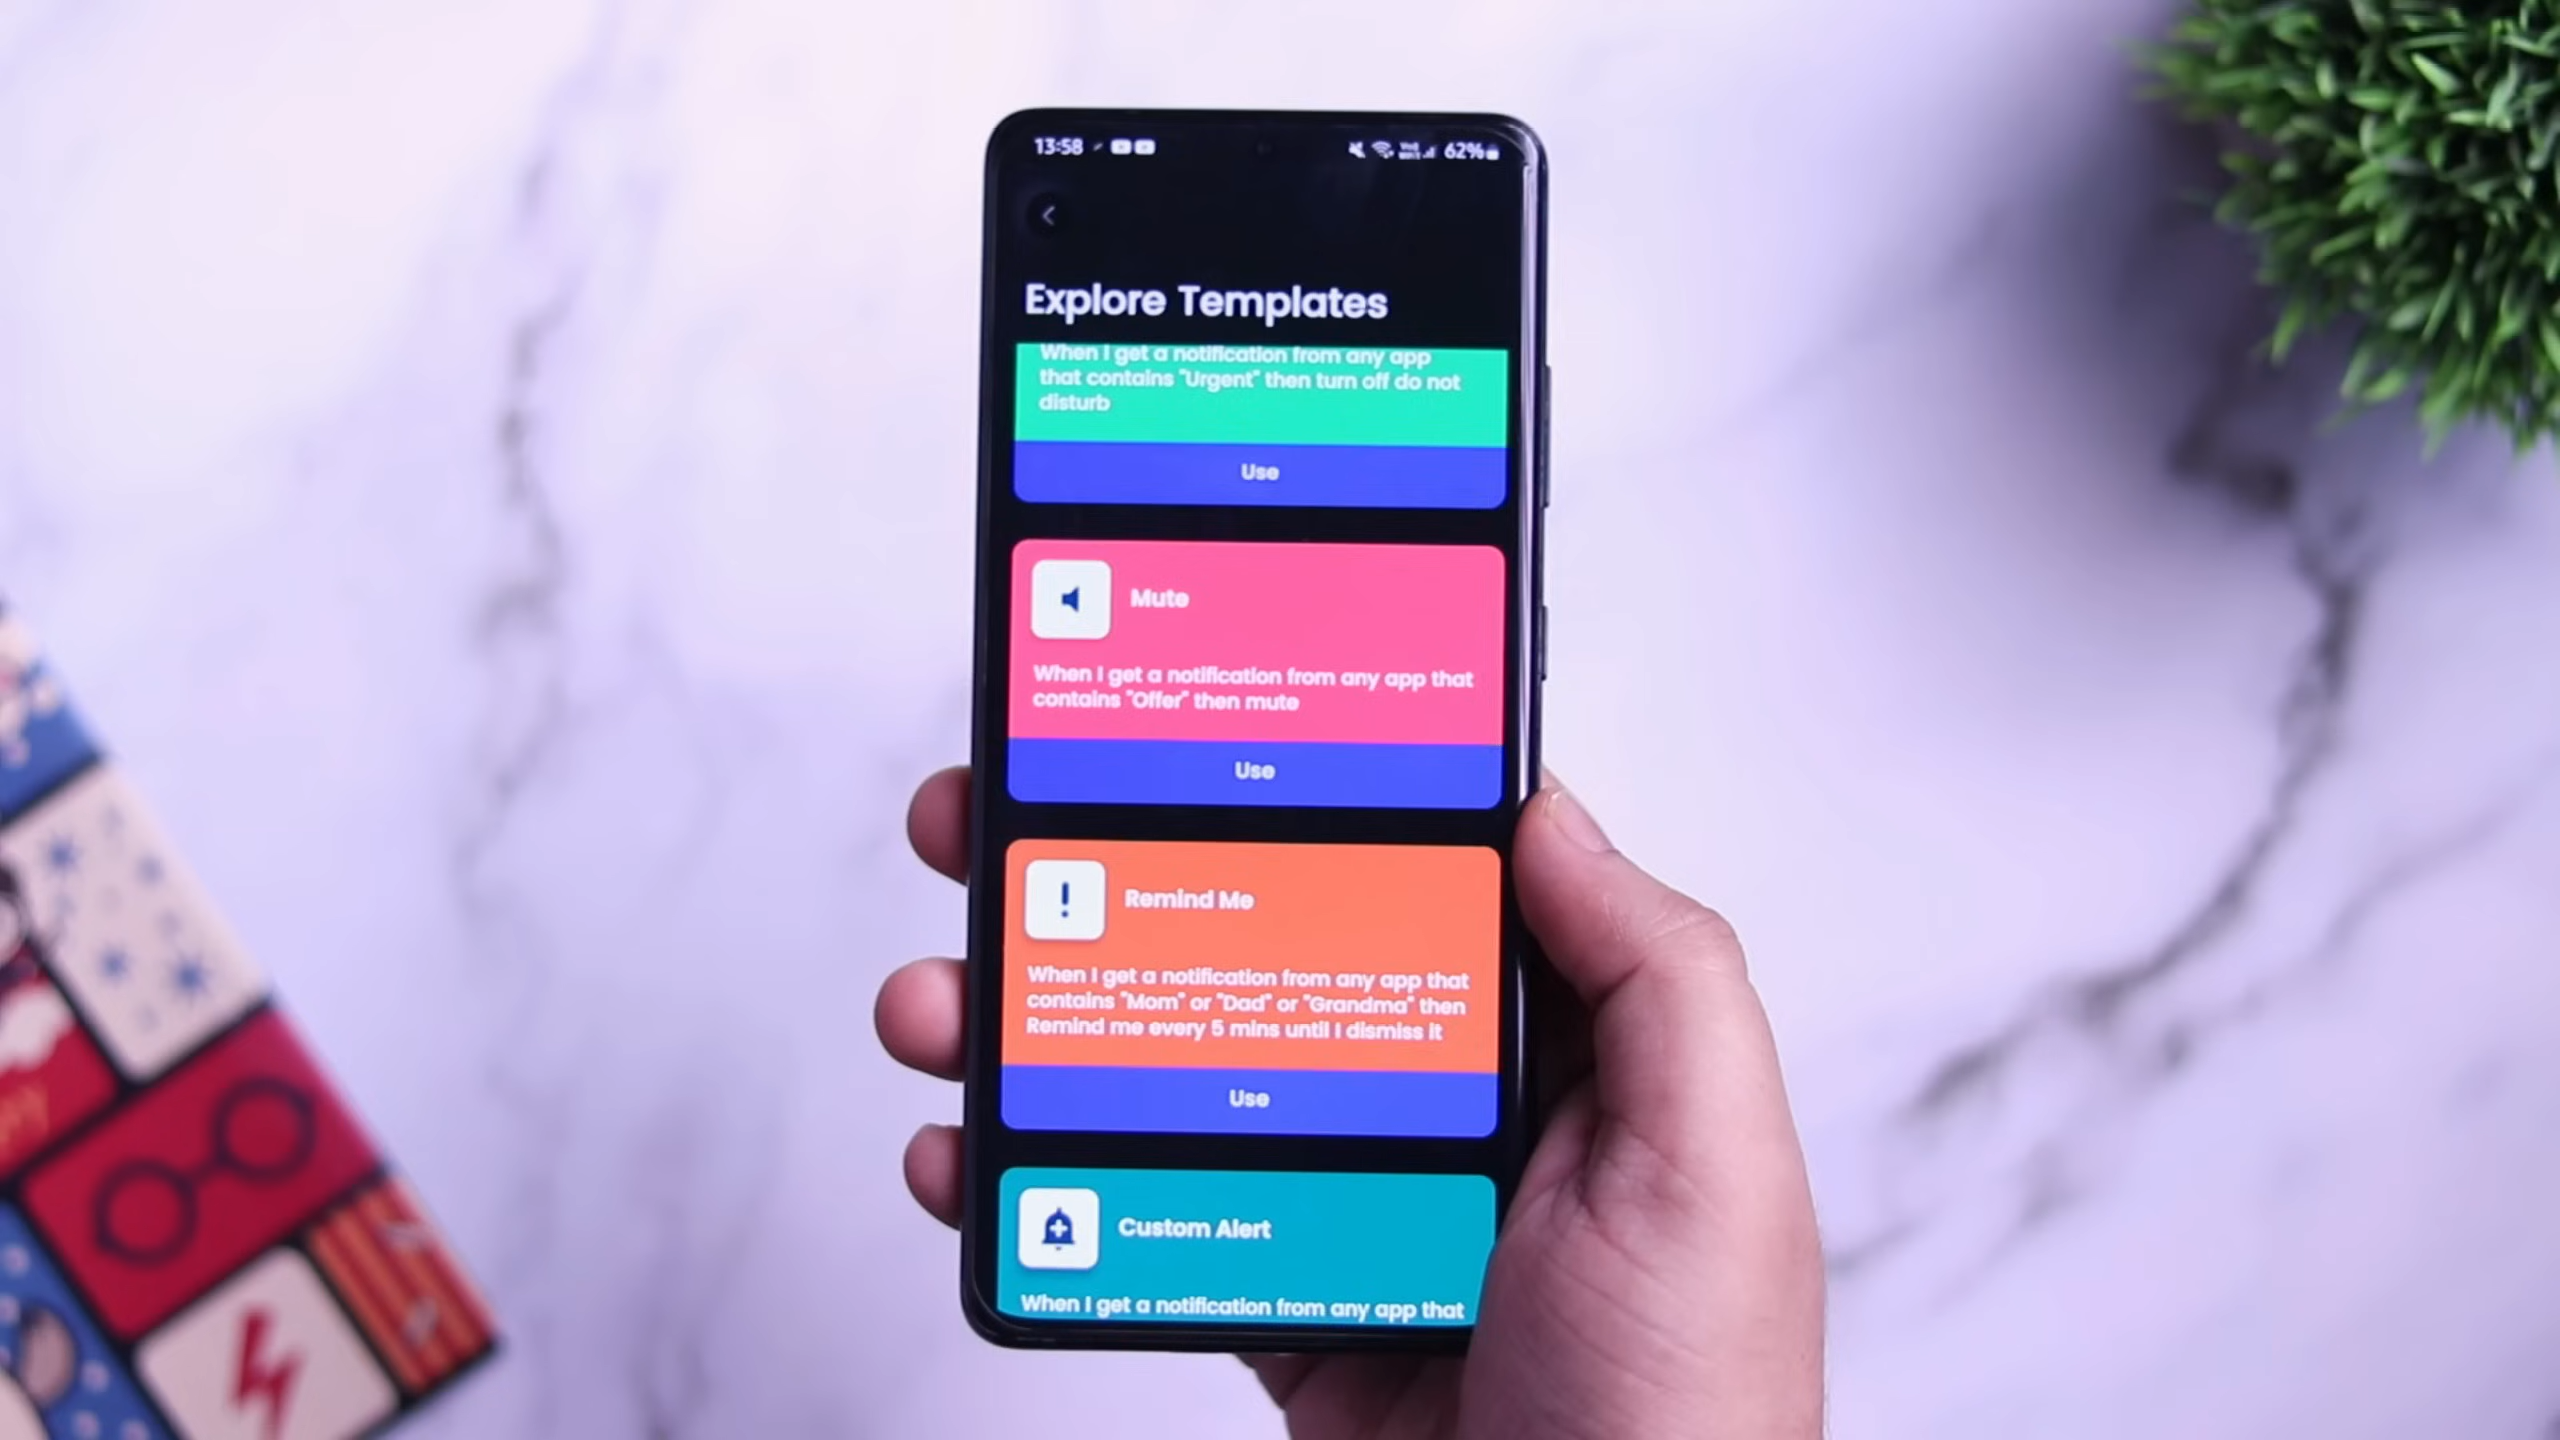 13:58
62%
Explore Templates
When I get a notification from any app
that contains "Urgent" then turn off do not
disturb
Use
Mute
When I get a notification from any app that
contains "Offer" then mute
Use
Remind Me
When I get a notification from any app that
contains "Mom" or "Dad" or "Grandma" then
Remind me every 5 mins until I dismiss it
Use
Custom Alert
When I get a notification from any app that